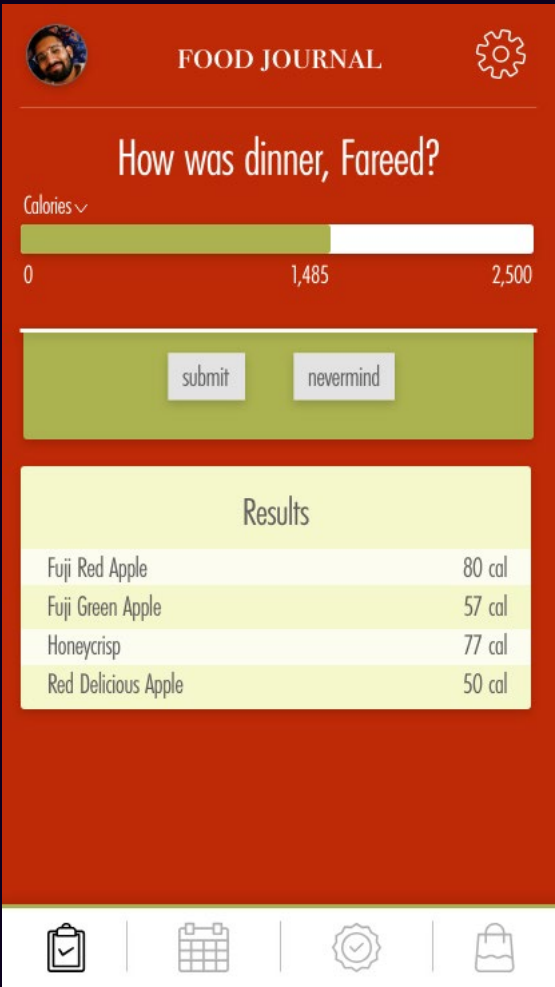 FOOD JOURNAL
How was dinner, Fareed?
Calories
0 1,485 2,500
submit nevermind
Results
Fuji Red Apple 80 cal
Fuji Green Apple 57 cal
Honeycrisp 77 cal
Red Delicious Apple 50 cal